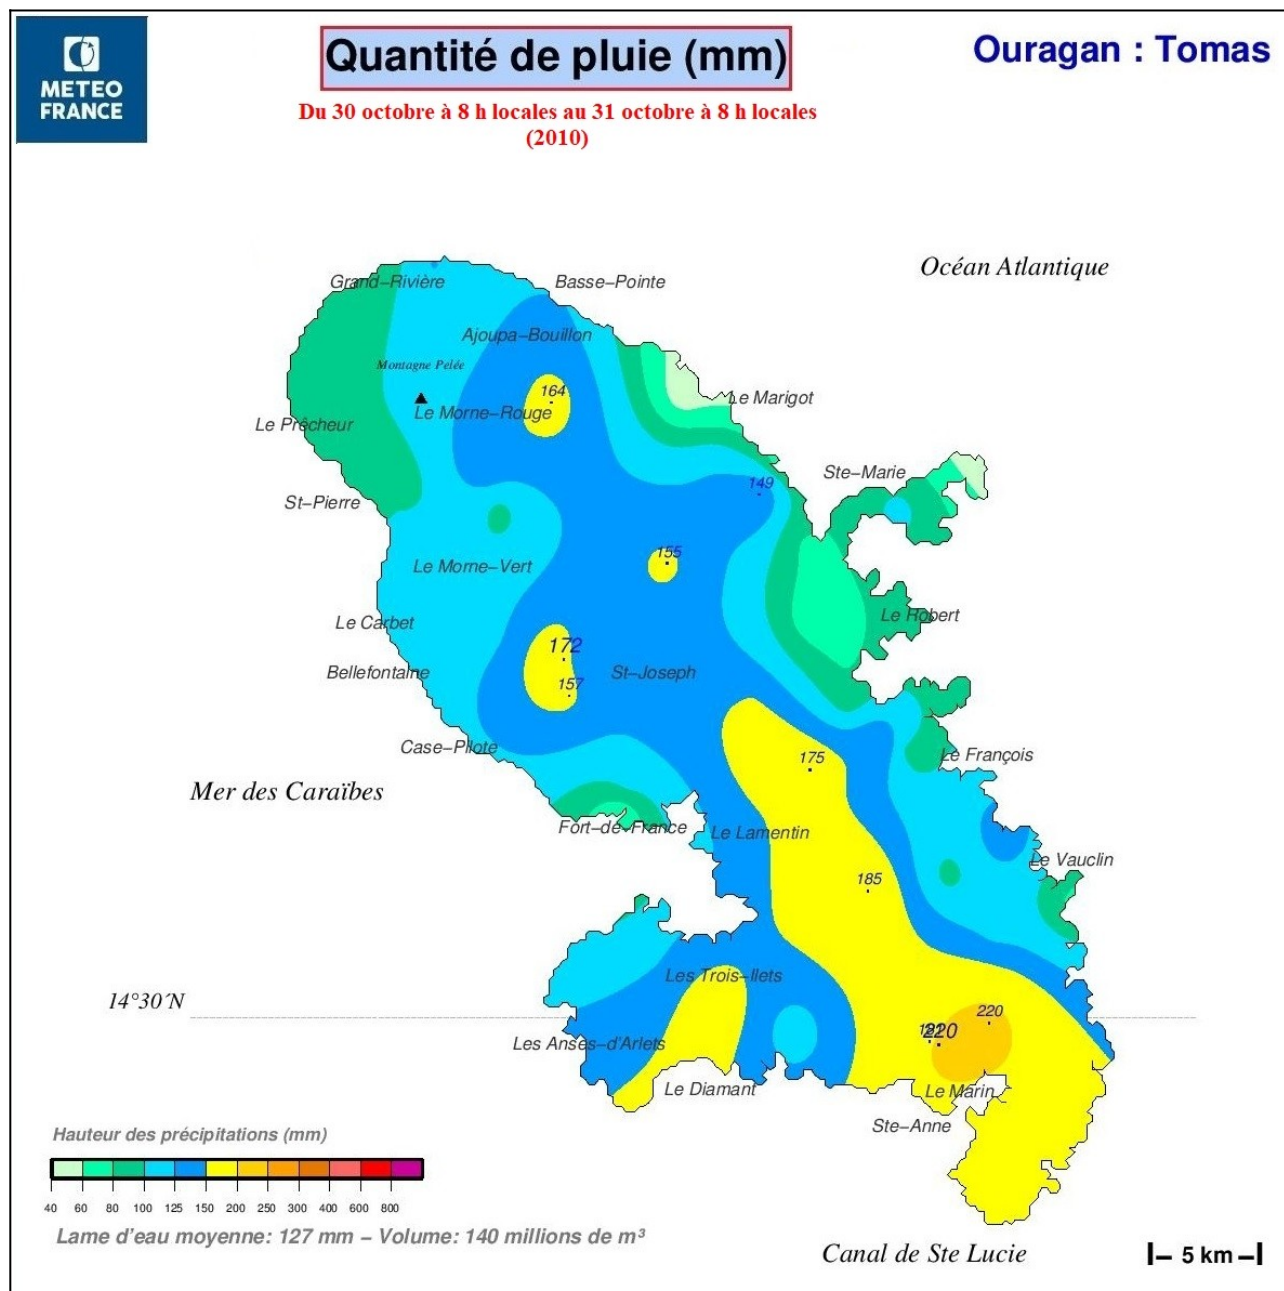 METEO
FRANCE
Quantité de pluie (mm)
Ouragan : Tomas
Du 30 octobre à 8 h locales au 31 octobre à 8 h locales
(2010)
Océan Atlantique
Grand–Rivière
Basse–Pointe
Ajoupa–Bouillon
Montagne Pelée
164
Le Marigot
Le Morne–Rouge
Le Prêcheur
Ste–Marie
149
St–Pierre
155
Le Morne–Vert
Le Robert
Le Carbet
172
Bellefontaine
St–Joseph
157
Case–Pilote
Le François
175
Mer des Caraïbes
Fort–de–France
Le Lamentin
Le Vauclin
185
Les Trois–Ilets
14°30´N
220
220
Les Anses–d'Arlets
Le Diamant
Le Marin
Ste–Anne
Hauteur des précipitations (mm)
40 60 80 100 125 150 200 250 300 400 600 800
Lame d'eau moyenne: 127 mm – Volume: 140 millions de m³
Canal de Ste Lucie
5 km